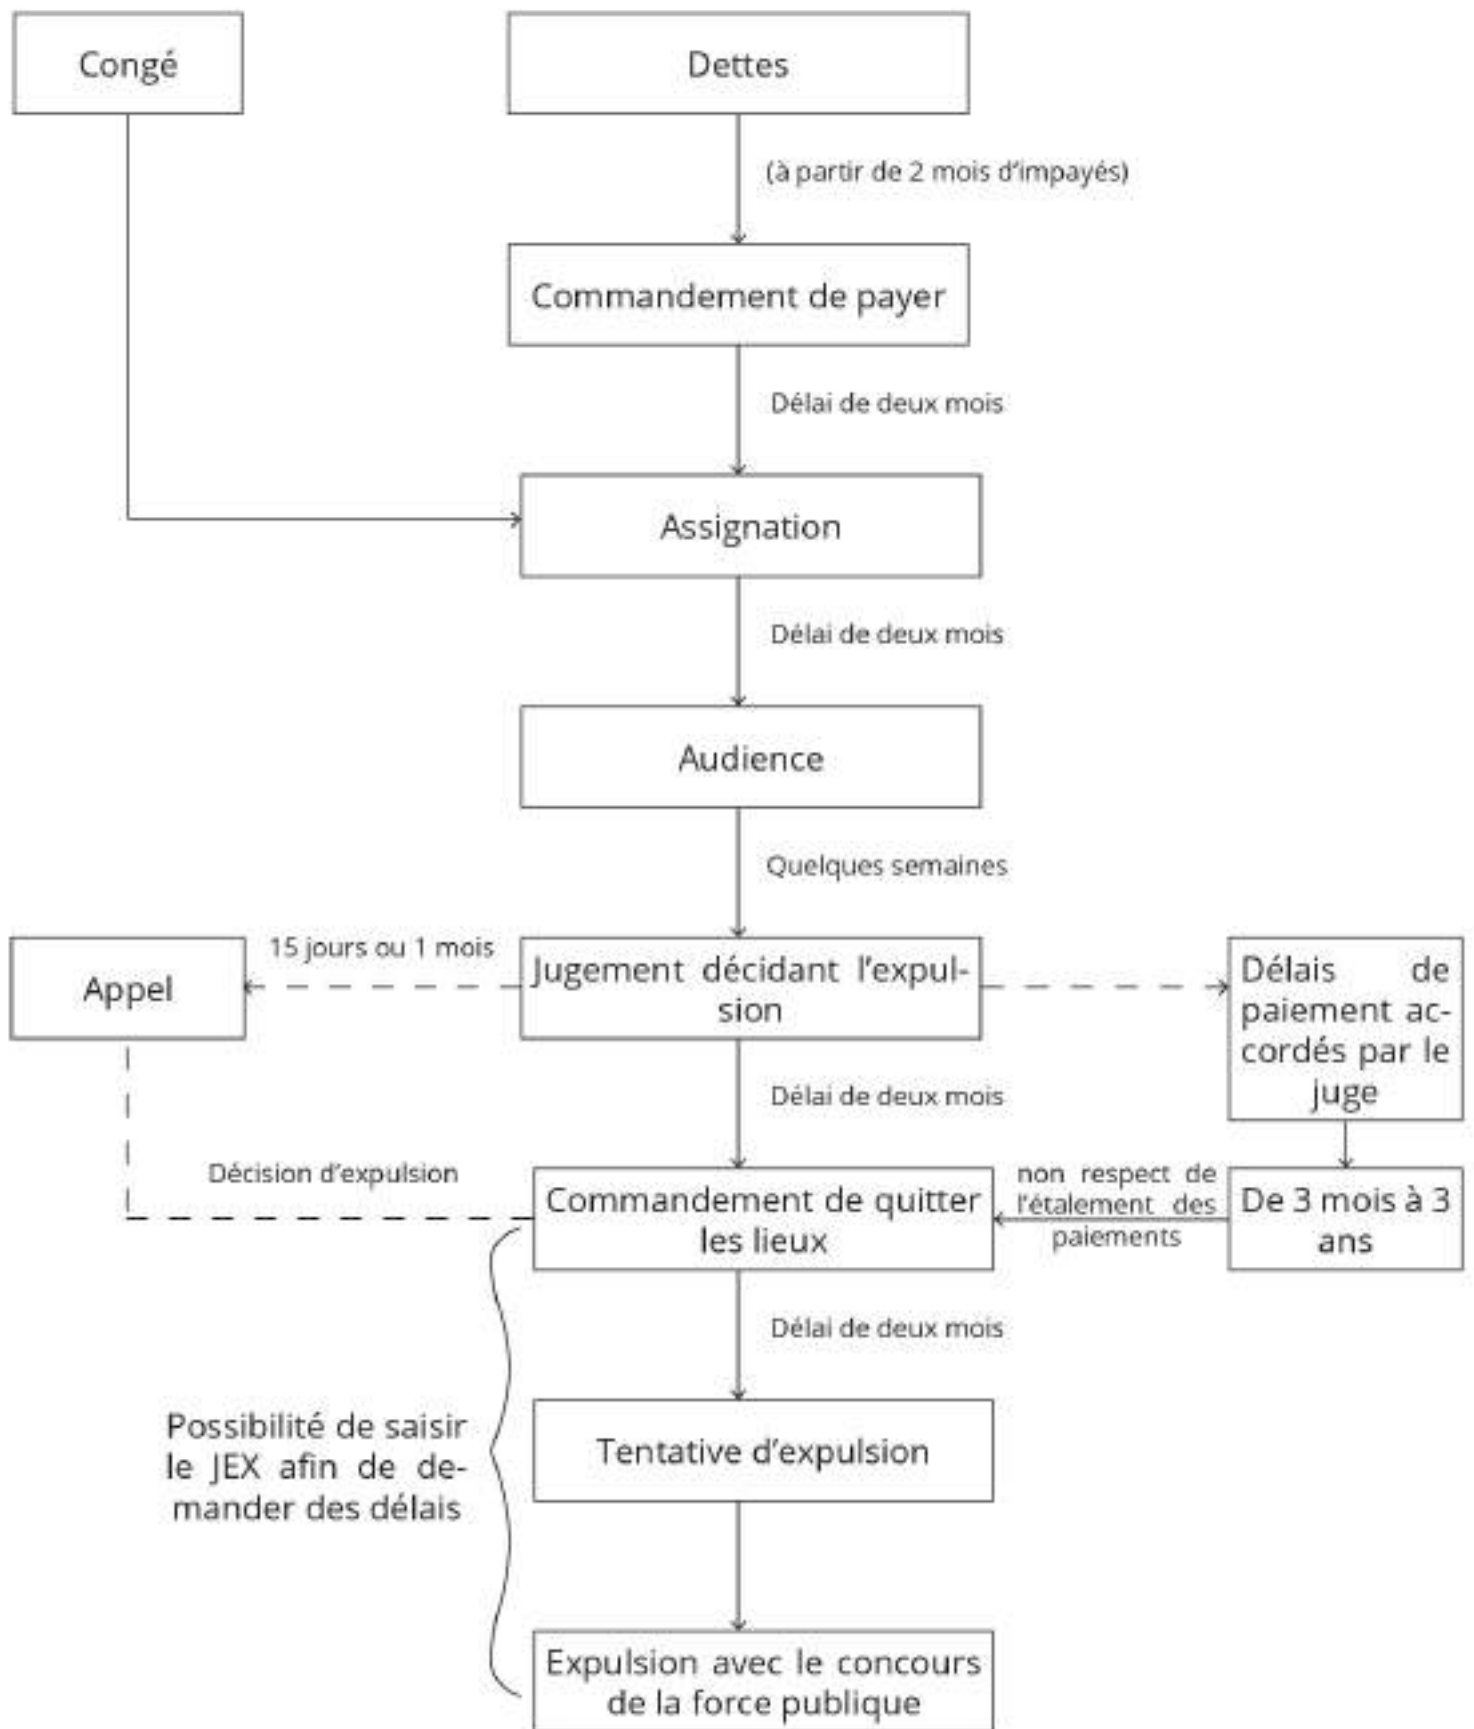 Congé
Dettes
(à partir de 2 mois d'impayés)
Commandement de payer
Délai de deux mois
Assignation
Délai de deux mois
Audience
Quelques semaines
Appel
15 jours ou 1 mois
Jugement décidant l'expul-
sion
Délais de
paiement ac-
cordés par le
juge
Délai de deux mois
Décision d'expulsion
Commandement de quitter
les lieux
non respect de
l'étalement des
paiements
De 3 mois à 3
ans
Délai de deux mois
Possibilité de saisir
le JEX afin de de-
mander des délais
Tentative d'expulsion
Expulsion avec le concours
de la force publique